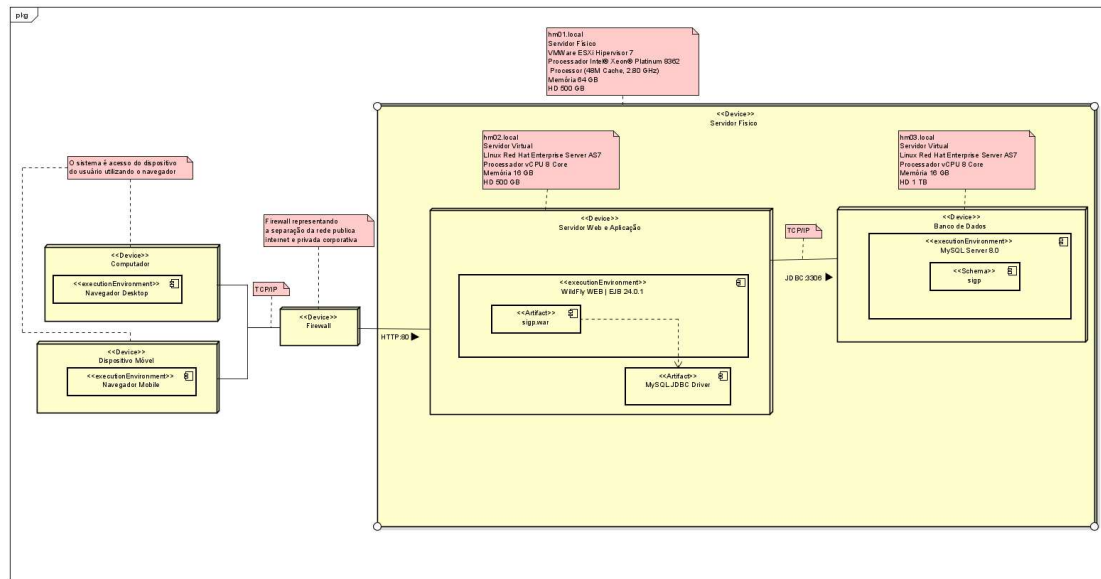 pkg
hm01.local
Servidor Físico
VMWare ESXi Hipervisor 7
Processador Intel® Xeon® Platinum 8362
Processor (48M Cache, 2.80 GHz)
Memória 64 GB
HD 500 GB
<<Device>>
Servidor Físico
hm02.local
Servidor Virtual
Linux Red Hat Enterprise Server AS7
Processador vCPU 8 Core
Memória 16 GB
HD 500 GB
hm03.local
Servidor Virtual
Linux Red Hat Enterprise Server AS7
Processador vCPU 8 Core
Memória 16 GB
HD 1 TB
O sistema é acesso do dispositivo
do usuário utilizando o navegador
Firewall representando
a separação da rede publica
internet e privada corporativa
<<Device>>
Computador
<<executionEnvironment>>
Navegador Desktop
TCP/IP
<<Device>>
Firewall
HTTP:80
<<Device>>
Dispositivo Móvel
<<executionEnvironment>>
Navegador Mobile
<<Device>>
Servidor Web e Aplicação
<<executionEnvironment>>
WildFly WEB | EJB 24.0.1
<<Artifact>>
sigp.war
<<Artifact>>
MySQL JDBC Driver
TCP/IP
JDBC:3306
<<Device>>
Banco de Dados
<<executionEnvironment>>
MySQL Server 8.0
<<Schema>>
sigp